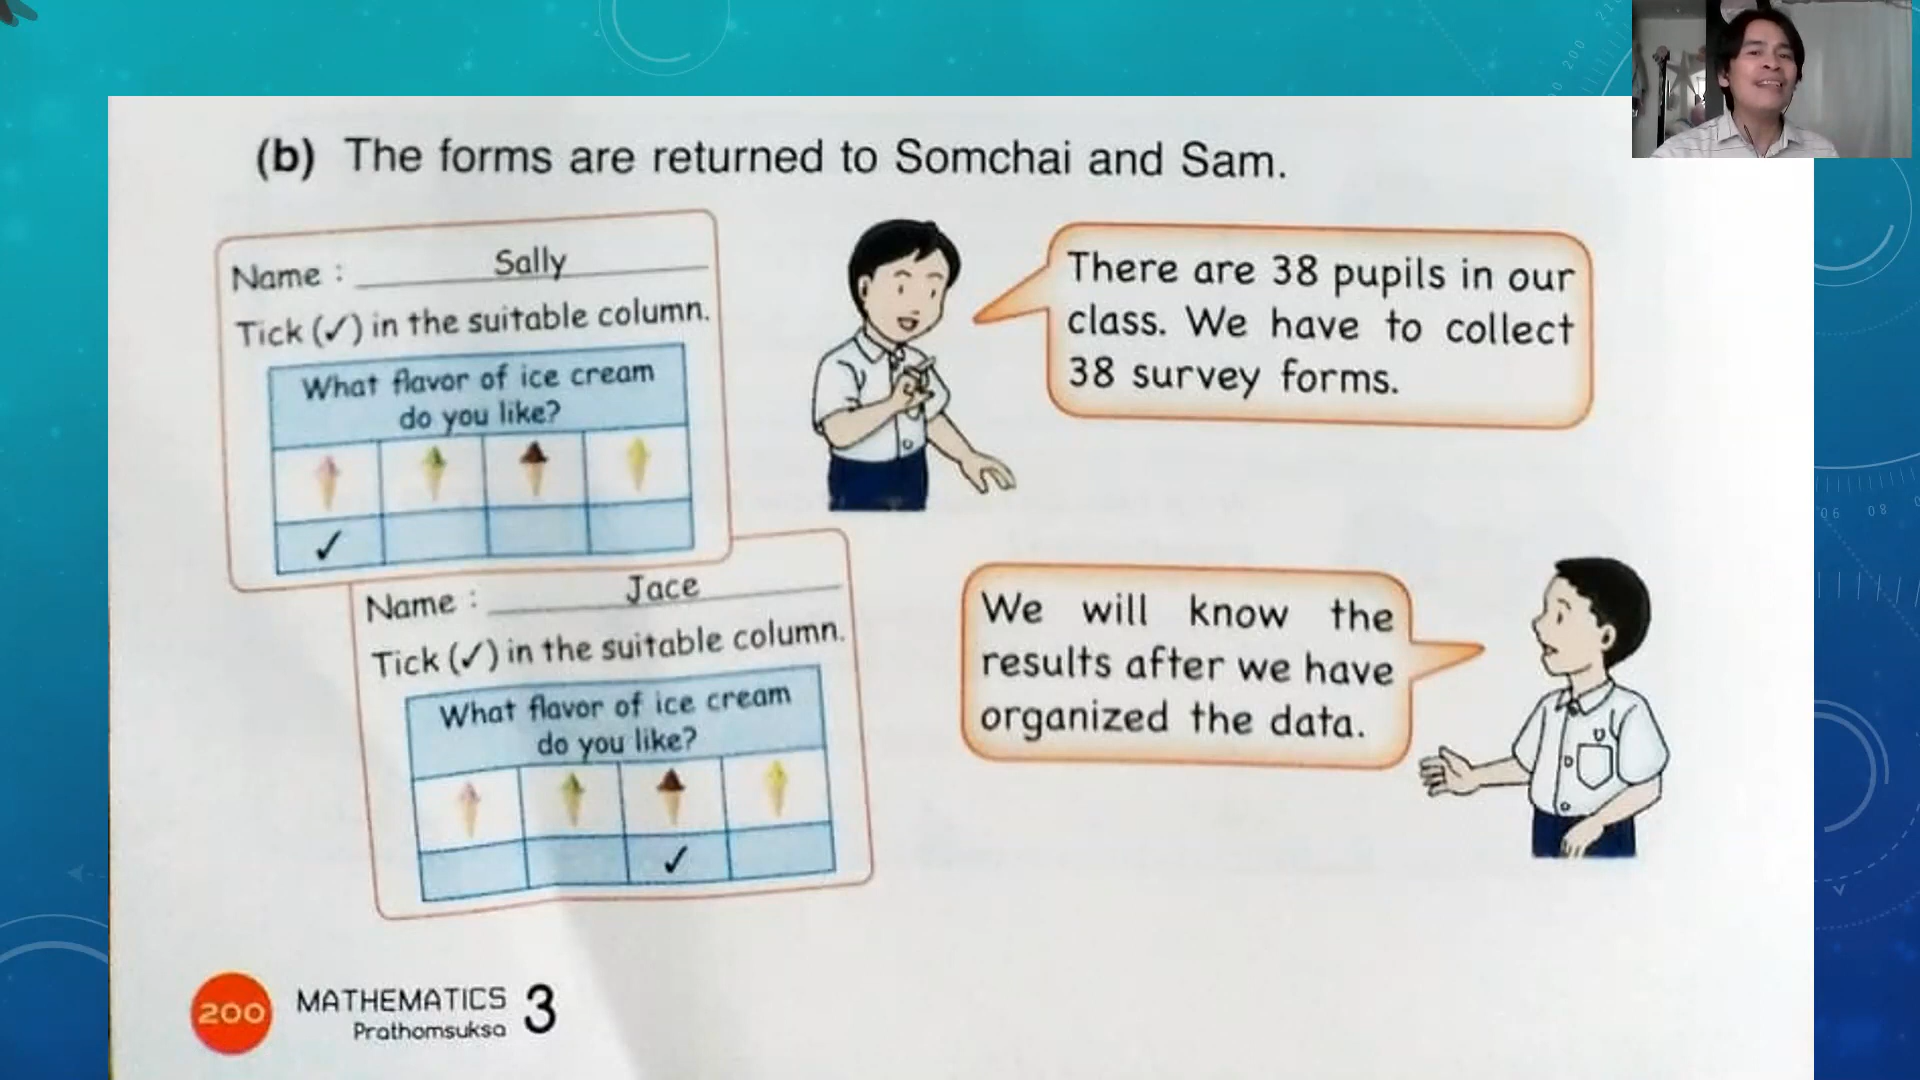 (b) The forms are returned to Somchai and Sam.
Name : Sally
Tick (✓) in the suitable column.
What flavor of ice cream
do you like?
✓
There are 38 pupils in our
class. We have to collect
38 survey forms.
Name : Jace
Tick (✓) in the suitable column.
What flavor of ice cream
do you like?
✓
We will know the
results after we have
organized the data.
200
MATHEMATICS 3
Prathomsuksa
200
06 08